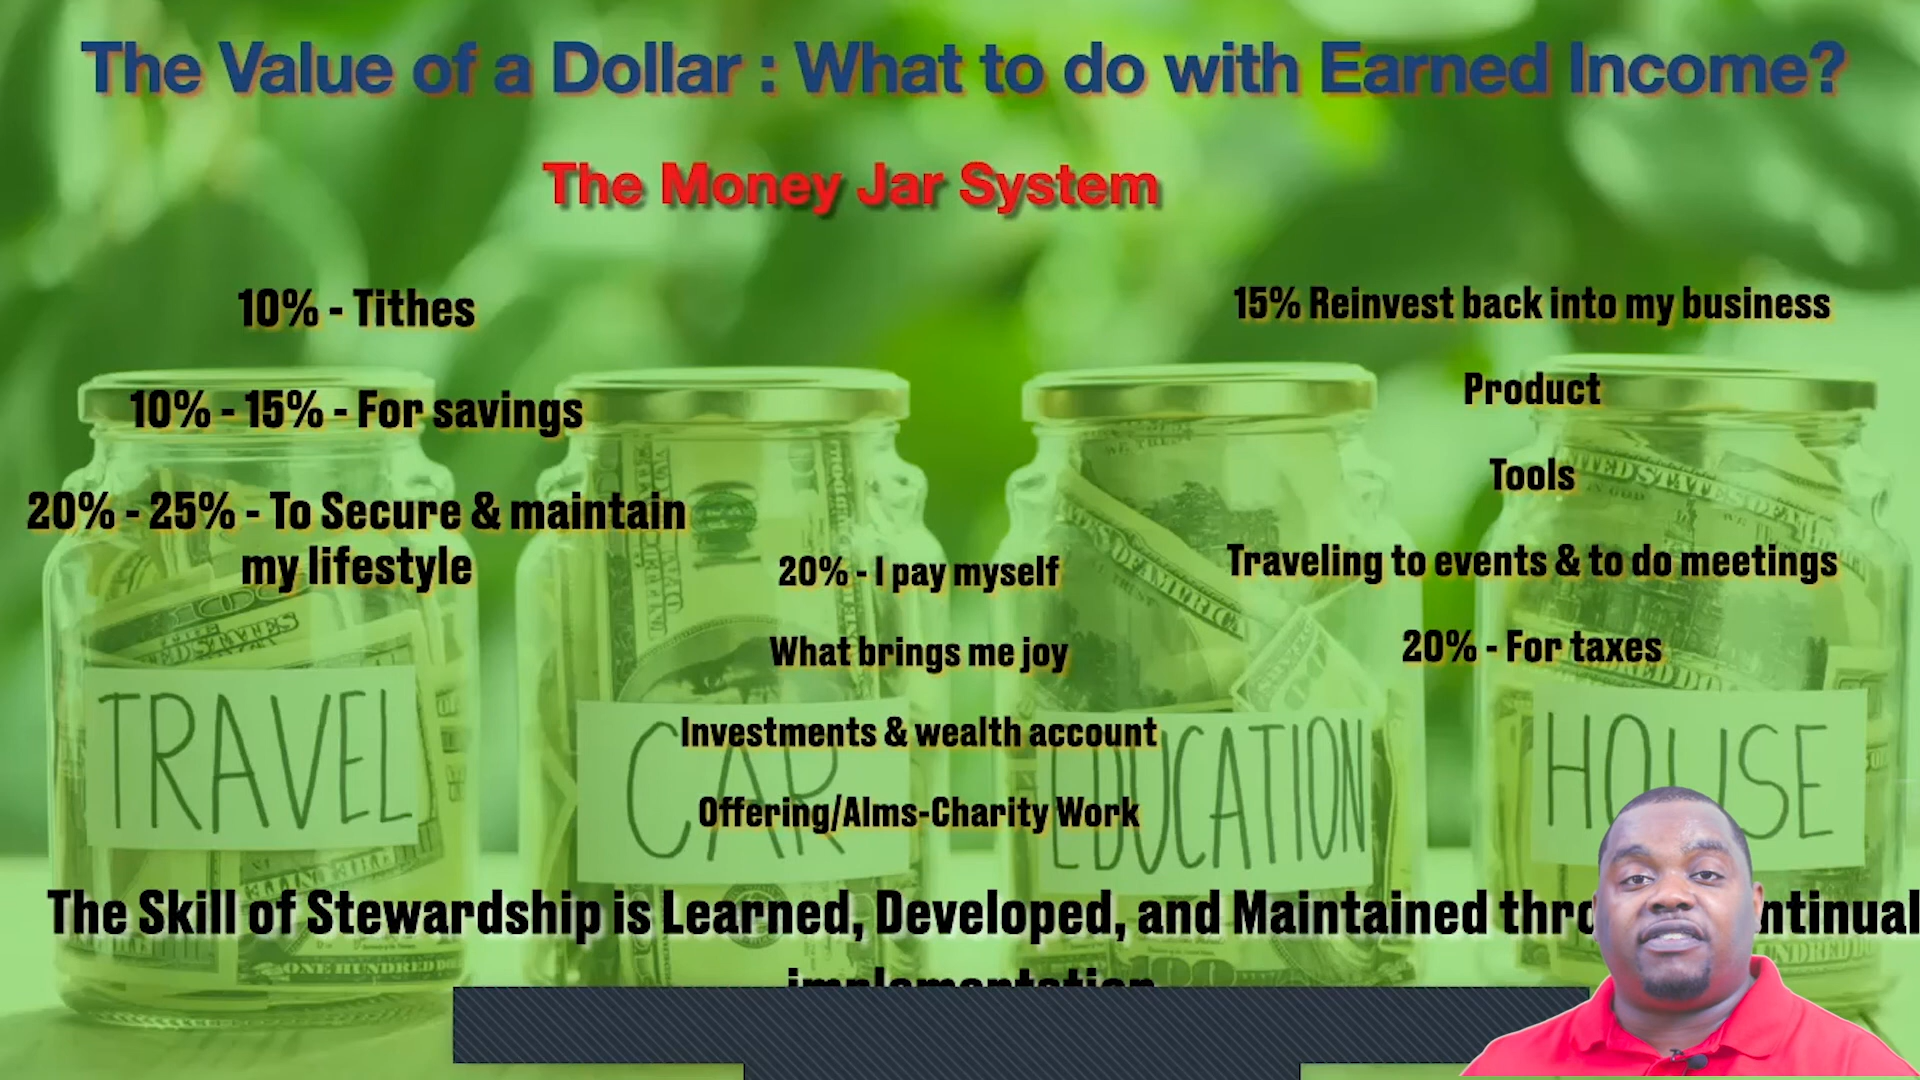 The Value of a Dollar : What to do with Earned Income?
The Money Jar System
10% - Tithes
10% - 15% - For savings
20% - 25% - To Secure & maintain
my lifestyle
20% - I pay myself
What brings me joy
Investments & wealth account
Offering/Alms-Charity Work
15% Reinvest back into my business
Product
Tools
Traveling to events & to do meetings
20% - For taxes
TRAVEL
CAR
EDUCATION
HOUSE
The Skill of Stewardship is Learned, Developed, and Maintained
implementation
ONE HUNDRED